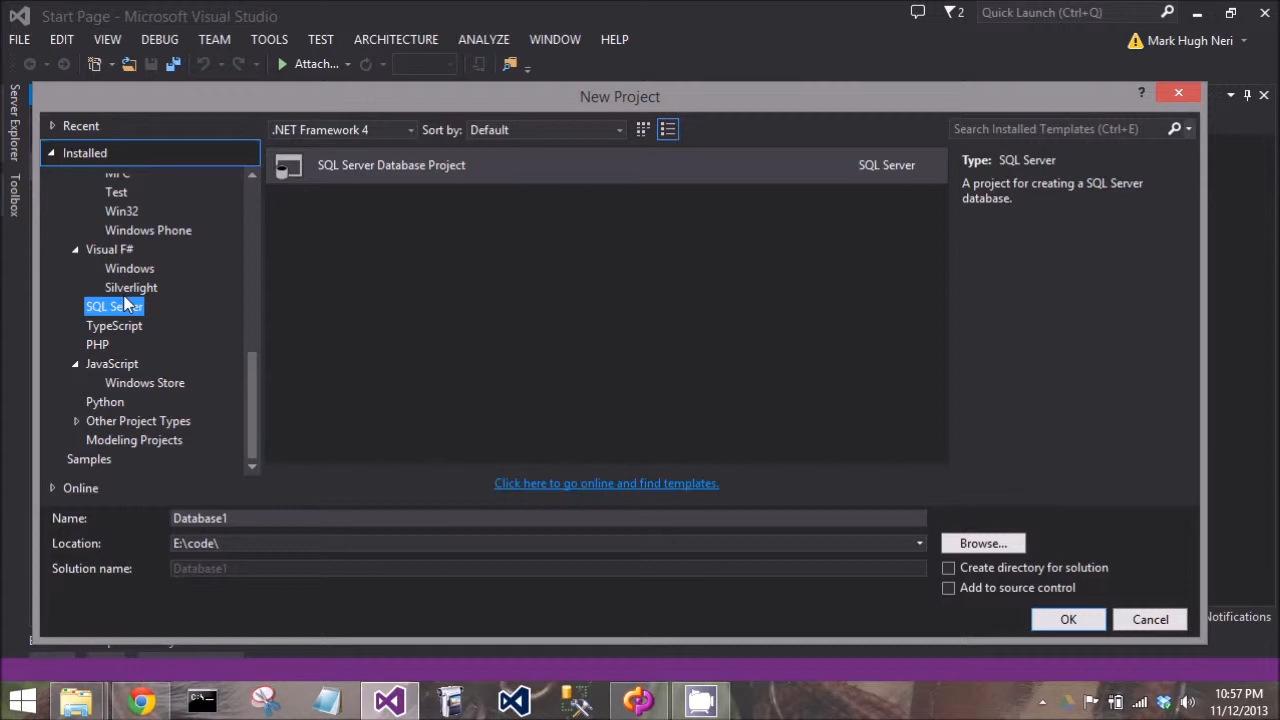 Start Page - Microsoft Visual Studio
2
Quick Launch (Ctrl+Q)
FILE EDIT VIEW DEBUG TEAM TOOLS TEST ARCHITECTURE ANALYZE WINDOW HELP
Mark Hugh Neri
Attach...
Server Explorer
Toolbox
New Project
?
Recent
Installed
MFC
Test
Win32
Windows Phone
Visual F#
Windows
Silverlight
SQL Server
TypeScript
PHP
JavaScript
Windows Store
Python
Other Project Types
Modeling Projects
Samples
Online
.NET Framework 4
Sort by: Default
SQL Server Database Project SQL Server
Click here to go online and find templates.
Search Installed Templates (Ctrl+E)
Type: SQL Server
A project for creating a SQL Server
database.
Name: Database1
Location: E:\code\
Browse...
Solution name: Database1
Create directory for solution
Add to source control
OK
Cancel
Notifications
10:57 PM
11/12/2013